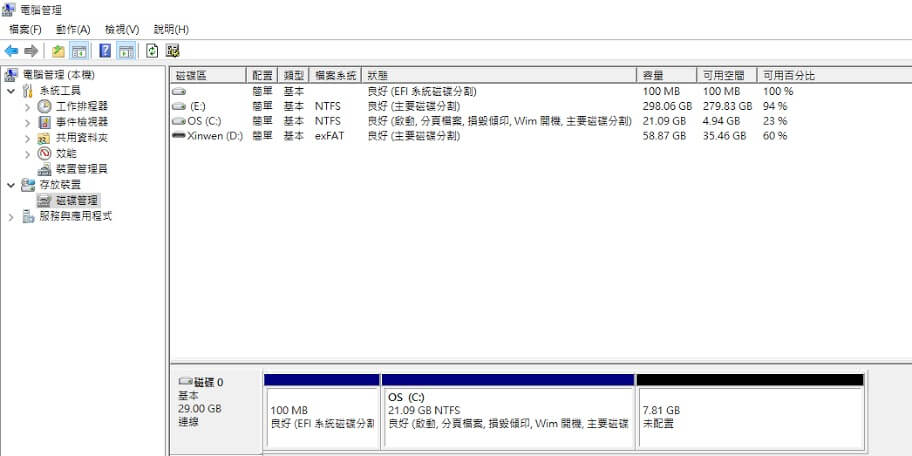 電腦管理
檔案(F) 動作(A) 檢視(V) 說明(H)
電腦管理 (本機)
系統工具
工作排程器
事件檢視器
共用資料夾
效能
裝置管理員
存放裝置
磁碟管理
服務與應用程式
磁碟區 配置 類型 檔案系統 狀態 容量 可用空間 可用百分比
簡單 基本 良好 (EFI 系統磁碟分割) 100 MB 100 MB 100 %
(E:) 簡單 基本 NTFS 良好 (主要磁碟分割) 298.06 GB 279.83 GB 94 %
OS (C:) 簡單 基本 NTFS 良好 (啟動, 分頁檔案, 損毀傾印, Wim 開機, 主要磁碟分割) 21.09 GB 4.94 GB 23 %
Xinwen (D:) 簡單 基本 exFAT 良好 (主要磁碟分割) 58.87 GB 35.46 GB 60 %
磁碟 0
基本
29.00 GB
連線
100 MB
良好 (EFI 系統磁碟分割
OS (C:)
21.09 GB NTFS
良好 (啟動, 分頁檔案, 損毀傾印, Wim 開機, 主要磁碟
7.81 GB
未配置